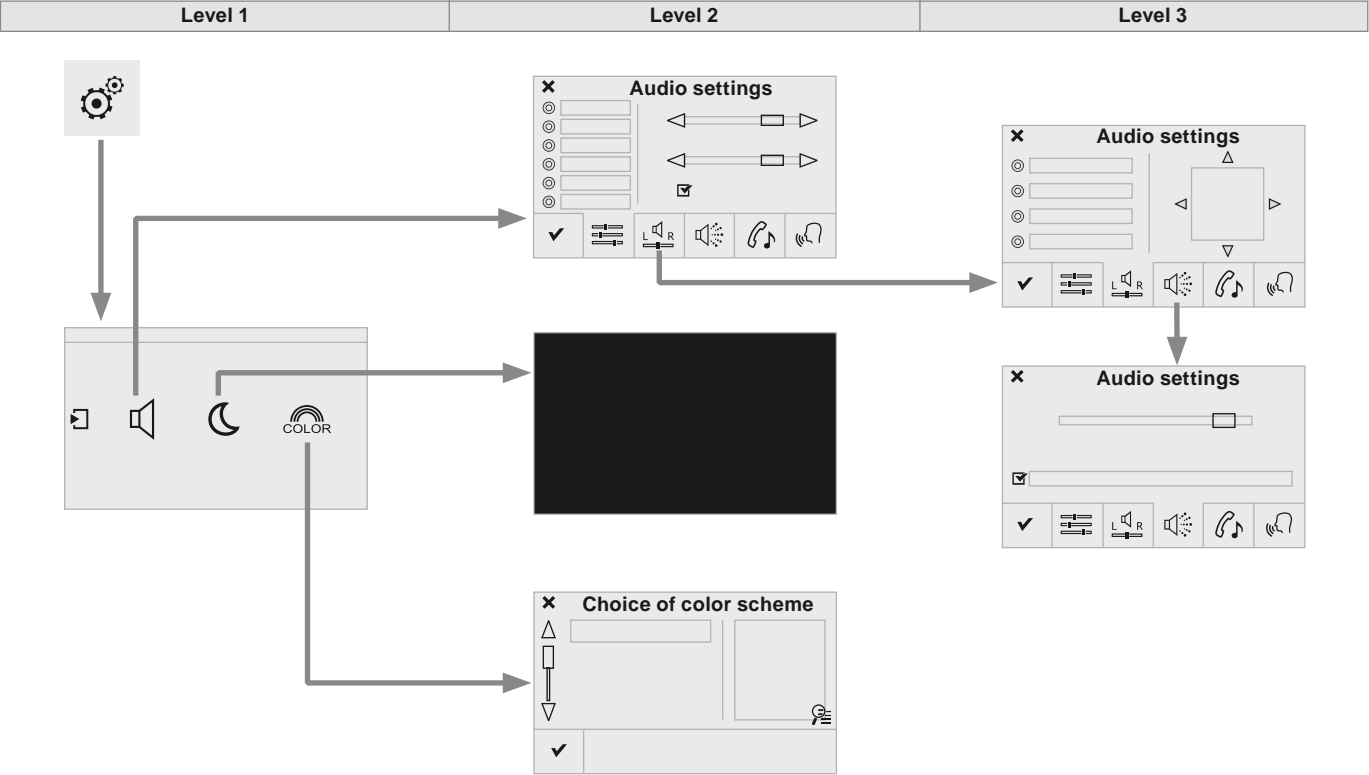 Level 1
Level 2
Level 3
Audio settings
L R
Audio settings
L R
Audio settings
L R
COLOR
Choice of color scheme